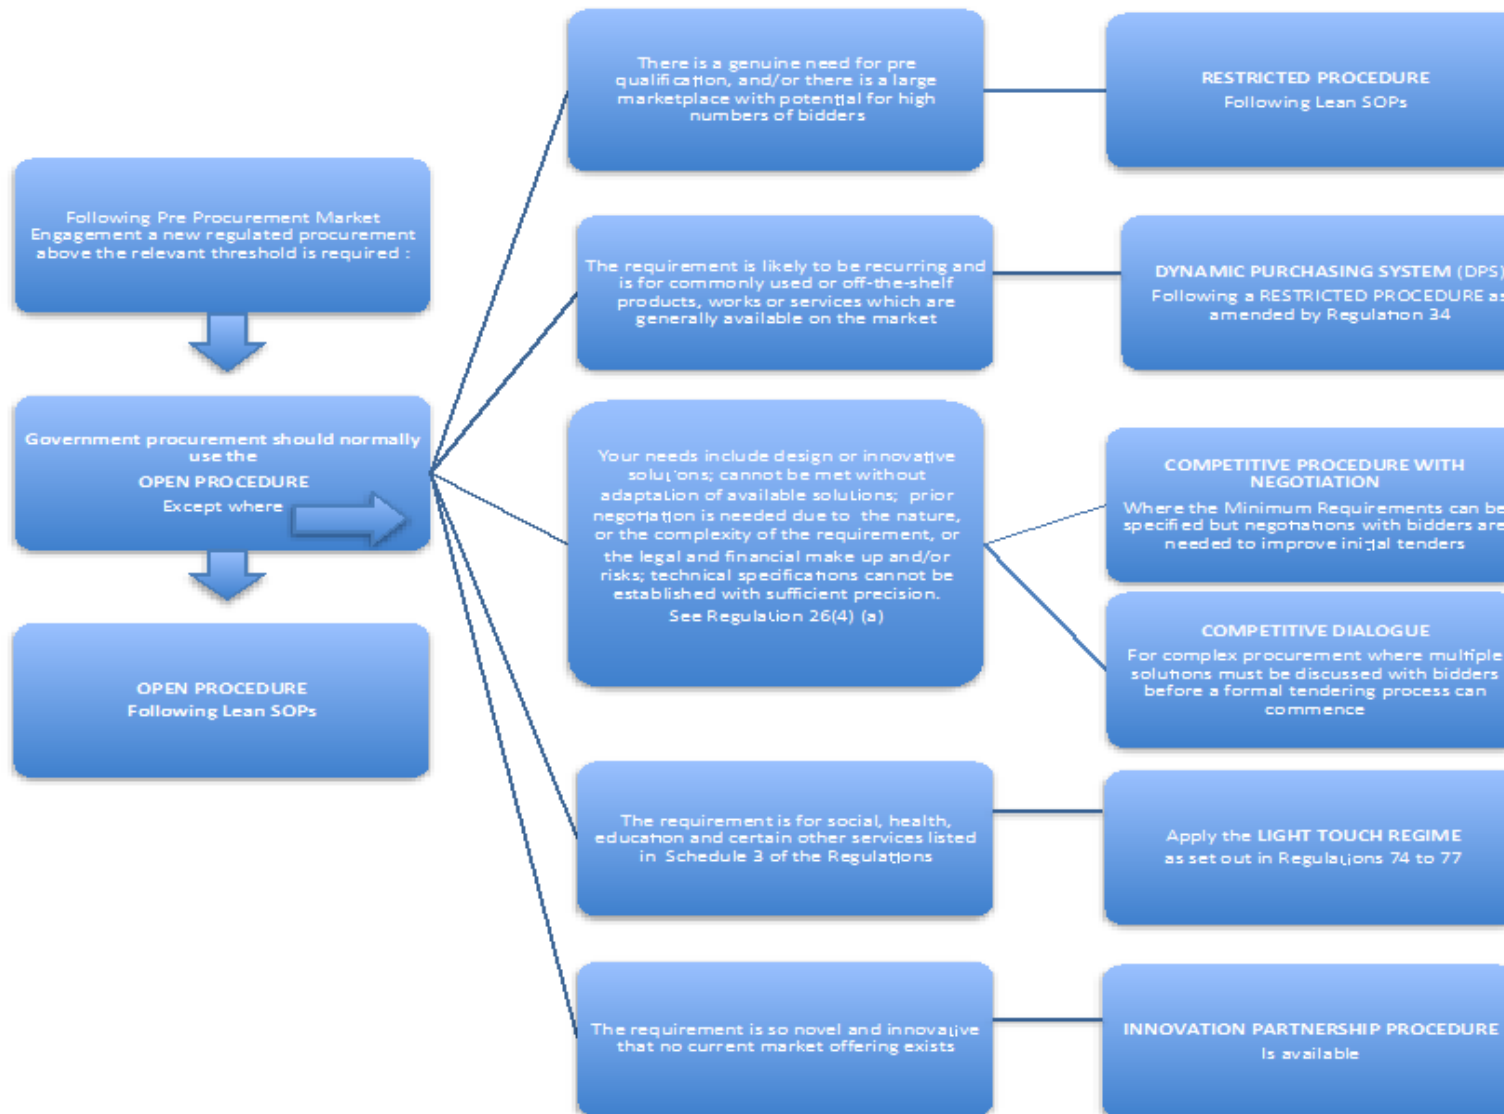 Following Pre Procurement Market
Engagement a new regulated procurement
above the relevant threshold is required :
Government procurement should normally
use the
OPEN PROCEDURE
Except where
OPEN PROCEDURE
Following Lean SOPs
There is a genuine need for pre
qualification, and/or there is a large
marketplace with potential for high
numbers of bidders
RESTRICTED PROCEDURE
Following Lean SOPs
The requirement is likely to be recurring and
is for commonly used or off-the-shelf
products, works or services which are
generally available on the market
DYNAMIC PURCHASING SYSTEM (DPS)
Following a RESTRICTED PROCEDURE as
amended by Regulation 34
Your needs include design or innovative
solutions; cannot be met without
adaptation of available solutions; prior
negotiation is needed due to the nature,
or the complexity of the requirement, or
the legal and financial make up and/or
risks; technical specifications cannot be
established with sufficient precision.
See Regulation 26(4) (a)
COMPETITIVE PROCEDURE WITH
NEGOTIATION
Where the Minimum Requirements can be
specified but negotiations with bidders are
needed to improve initial tenders
COMPETITIVE DIALOGUE
For complex procurement where multiple
solutions must be discussed with bidders
before a formal tendering process can
commence
The requirement is for social, health,
education and certain other services listed
in Schedule 3 of the Regulations
Apply the LIGHT TOUCH REGIME
as set out in Regulations 74 to 77
The requirement is so novel and innovative
that no current market offering exists
INNOVATION PARTNERSHIP PROCEDURE
Is available